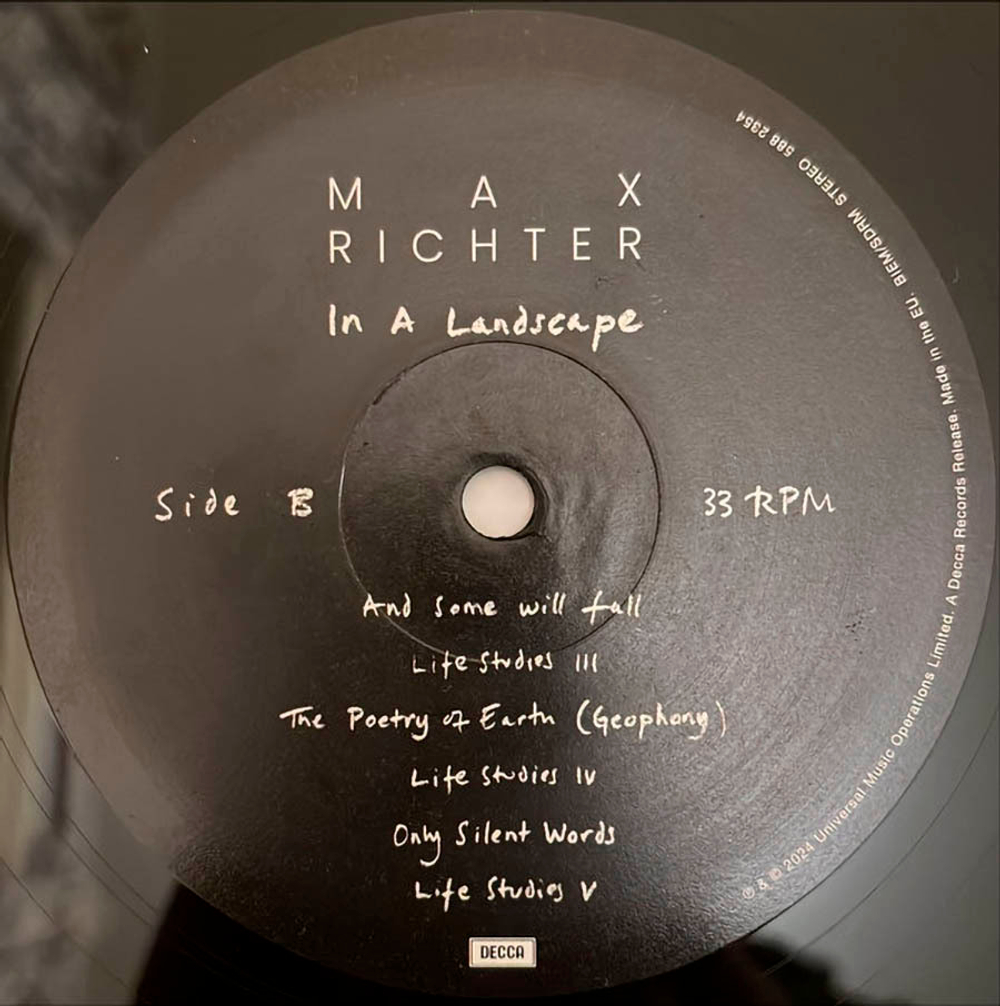 MAX
RICHTER
In A Landscape
Side B
33 RPM
And some will fall
Life Studies III
The Poetry of Earth (Geophony)
Life Studies IV
Only Silent Words
Life Studies V
DECCA
℗ & © 2024 Universal Music Operations Limited. A Decca Records Release. Made in the EU. BIEM/SDRM STEREO 588 2354